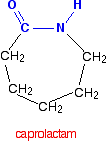 O H
C N
CH₂ CH₂
CH₂ CH₂
CH₂
caprolactam